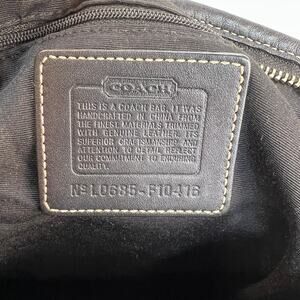 COACH
THIS IS A COACH BAG. IT WAS
HANDCRAFTED IN CHINA FROM
THE FINEST MATERIALS TRIMMED
WITH GENUINE LEATHER. ITS
SUPERIOR CRAFTSMANSHIP AND
ATTENTION TO DETAIL REFLECT
OUR COMMITMENT TO ENDURING
QUALITY.
Nº L0685-F10416